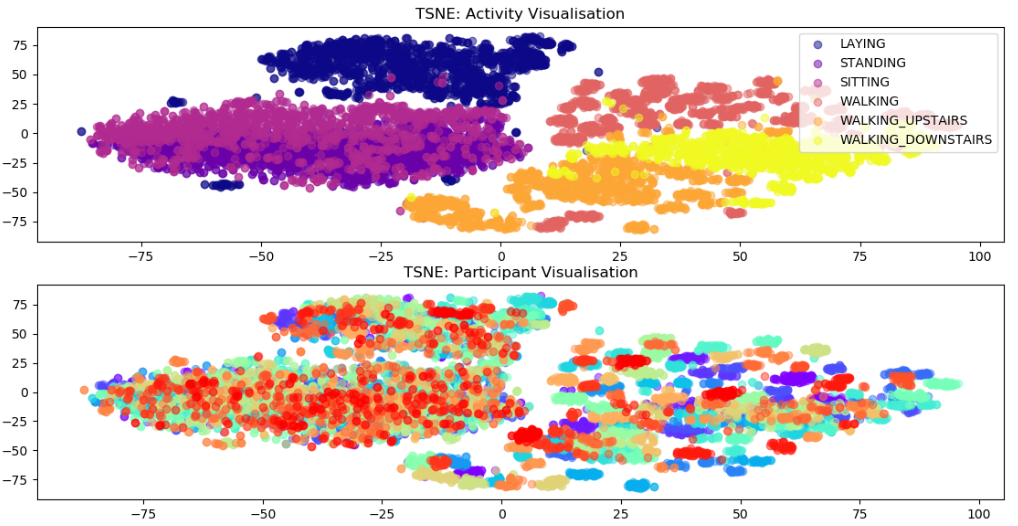 TSNE: Activity Visualisation
75
50
25
0
−25
−50
−75
LAYING
STANDING
SITTING
WALKING
WALKING_UPSTAIRS
WALKING_DOWNSTAIRS
−75 −50 −25 0 25 50 75 100
TSNE: Participant Visualisation
75
50
25
0
−25
−50
−75
−75 −50 −25 0 25 50 75 100